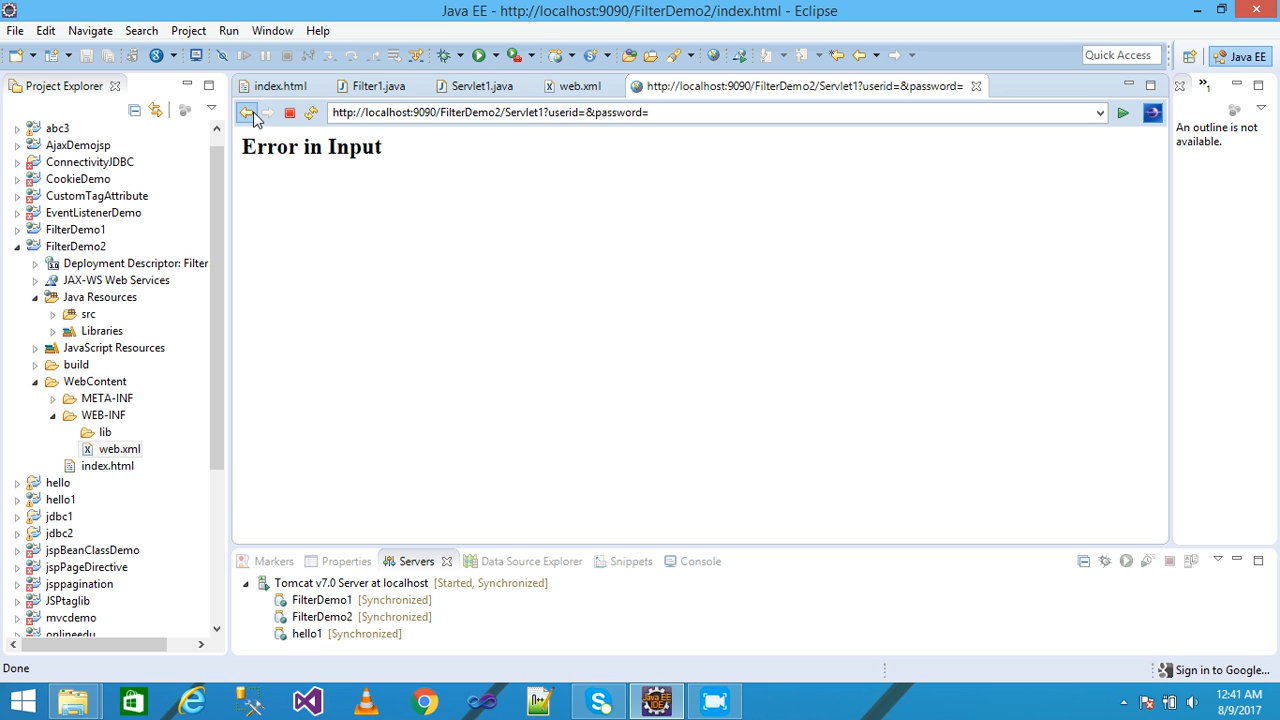 Java EE - http://localhost:9090/FilterDemo2/index.html - Eclipse
File Edit Navigate Search Project Run Window Help
Quick Access
Java EE
Project Explorer
index.html
Filter1.java
Servlet1.java
web.xml
http://localhost:9090/FilterDemo2/Servlet1?userid=&password=
http://localhost:9090/FilterDemo2/Servlet1?userid=&password=
Error in Input
An outline is not available.
abc3
AjaxDemojsp
ConnectivityJDBC
CookieDemo
CustomTagAttribute
EventListenerDemo
FilterDemo1
FilterDemo2
Deployment Descriptor: Filter
JAX-WS Web Services
Java Resources
src
Libraries
JavaScript Resources
build
WebContent
META-INF
WEB-INF
lib
web.xml
index.html
hello
hello1
jdbc1
jdbc2
jspBeanClassDemo
jspPageDirective
jsppagination
JSPtaglib
mvcdemo
onlineedu
Markers
Properties
Servers
Data Source Explorer
Snippets
Console
Tomcat v7.0 Server at localhost [Started, Synchronized]
FilterDemo1 [Synchronized]
FilterDemo2 [Synchronized]
hello1 [Synchronized]
Done
Sign in to Google...
12:41 AM
8/9/2017